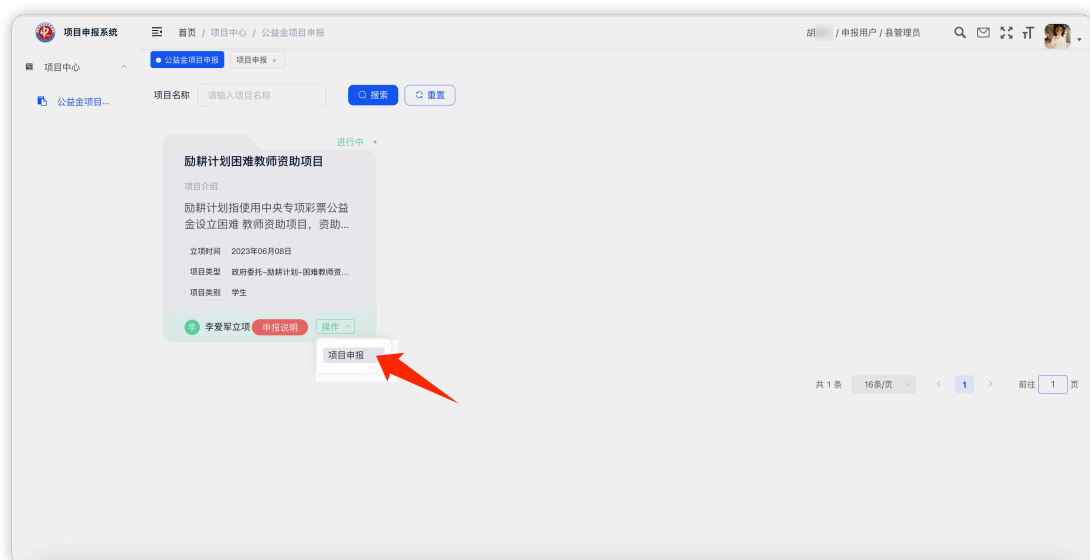 项目申报系统
首页 / 项目中心 / 公益金项目申报
胡 / 申报用户 / 县管理员
项目中心
公益金项目申报
项目申报 ×
公益金项目...
项目名称 请输入项目名称 搜索 重置
进行中
励耕计划困难教师资助项目
项目介绍
励耕计划指使用中央专项彩票公益
金设立困难 教师资助项目，资助...
立项时间 2023年06月08日
项目类型 政府委托-励耕计划-困难教师资...
项目类别 学生
李 李爱军立项 申报说明 操作
项目申报
共 1 条 16条/页 1 前往 1 页